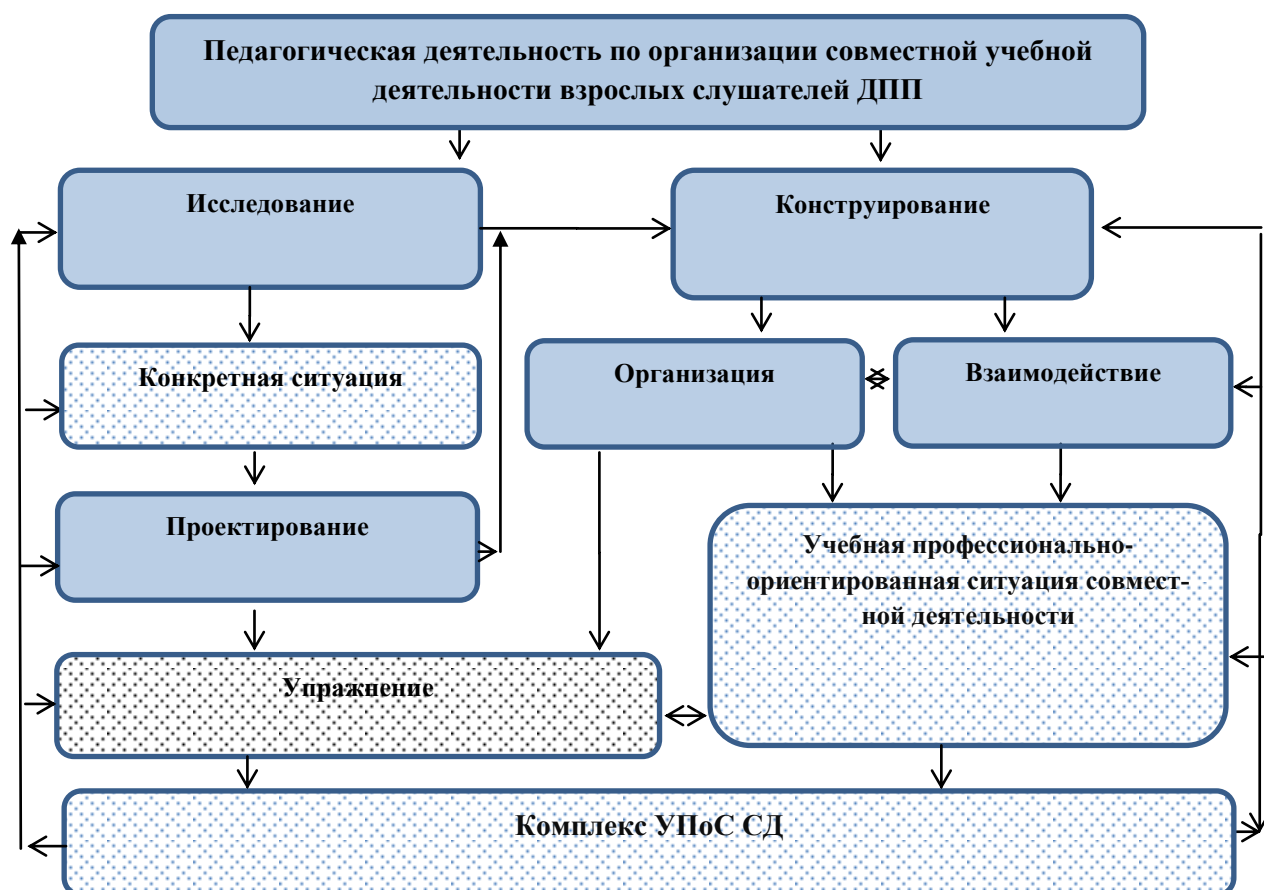 Педагогическая деятельность по организации совместной учебной
деятельности взрослых слушателей ДПП
Исследование
Конструирование
Конкретная ситуация
Организация
Взаимодействие
Проектирование
Учебная профессионально-
ориентированная ситуация совмест-
ной деятельности
Упражнение
Комплекс УПоС СД